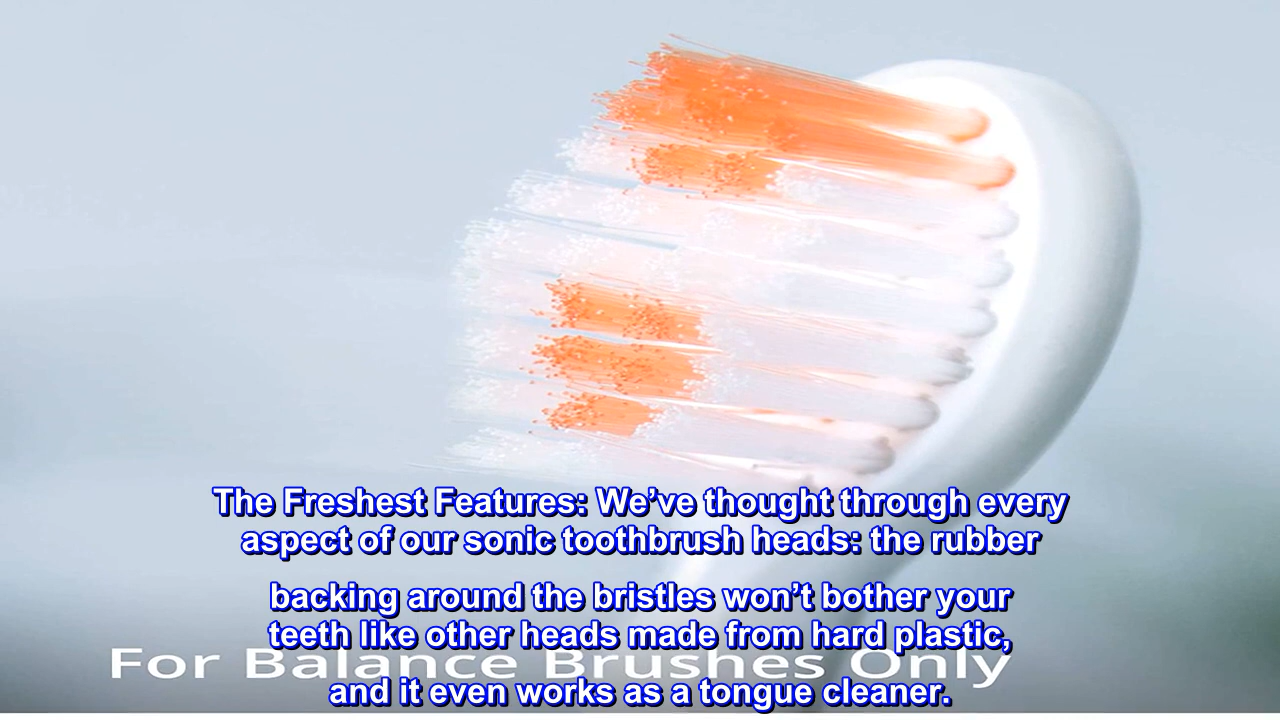 The Freshest Features: We’ve thought through every
aspect of our sonic toothbrush heads: the rubber
backing around the bristles won’t bother your
teeth like other heads made from hard plastic,
For Balance Brushes Only
and it even works as a tongue cleaner.